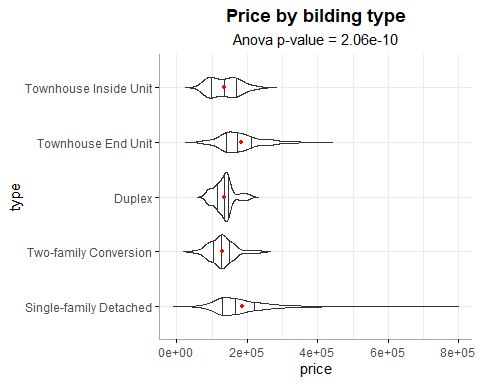 Price by bilding type
Anova p-value = 2.06e-10
Townhouse Inside Unit
Townhouse End Unit
Duplex
Two-family Conversion
Single-family Detached
type
0e+00 2e+05 4e+05 6e+05 8e+05
price